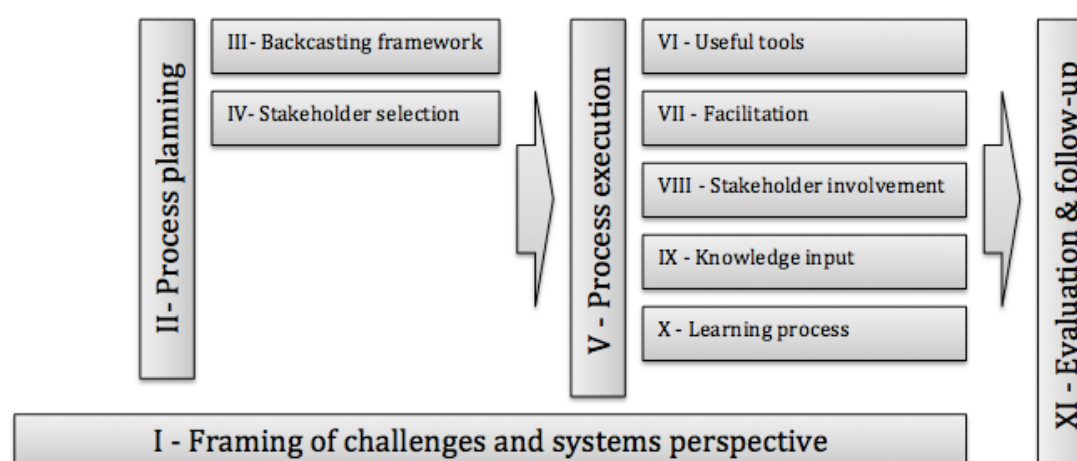 II- Process planning
III- Backcasting framework
IV- Stakeholder selection
V - Process execution
VI - Useful tools
VII - Facilitation
VIII - Stakeholder involvement
IX - Knowledge input
X - Learning process
XI - Evaluation & follow-up
I - Framing of challenges and systems perspective